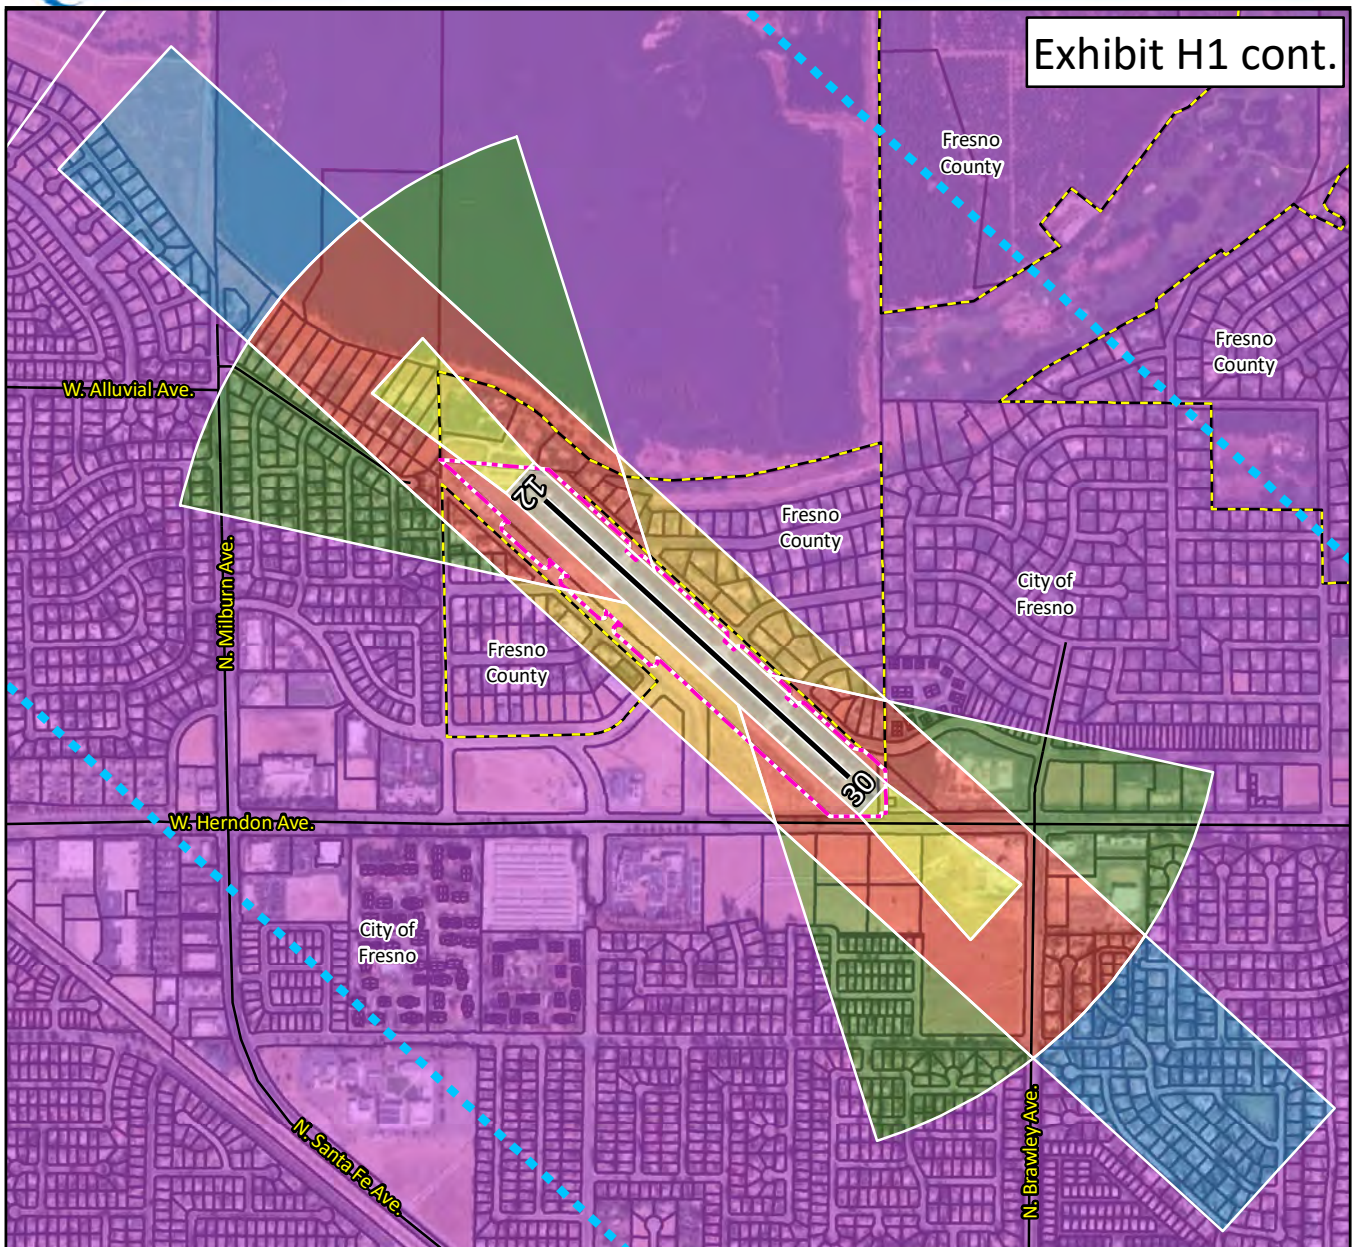 Exhibit H1 cont.
Fresno
County
Fresno
County
W. Alluvial Ave.
12
Fresno
County
N. Milburn Ave.
City of
Fresno
Fresno
County
30
W. Herndon Ave.
City of
Fresno
N. Santa Fe Ave.
N. Brawley Ave.